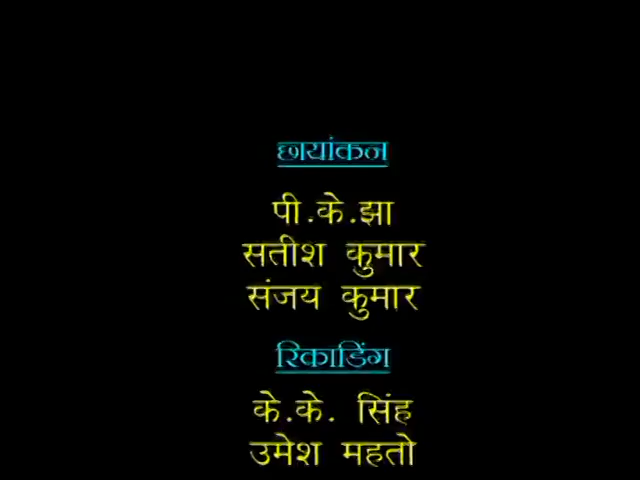 छायांकन
पी.के.झा
सतीश कुमार
संजय कुमार
रिकाडिंग
के.के. सिंह
उमेश महतो